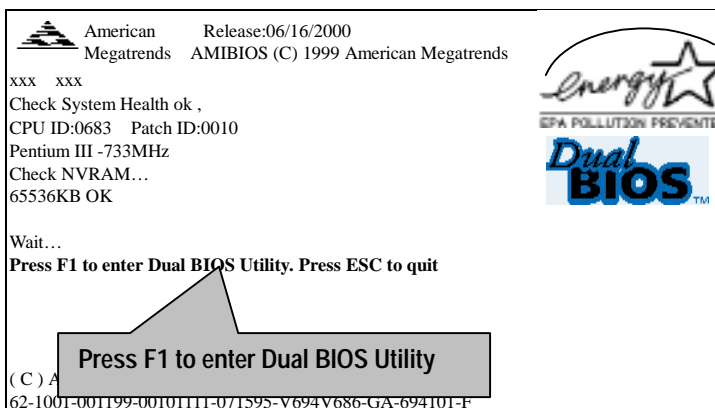 American Release:06/16/2000
Megatrends AMIBIOS (C) 1999 American Megatrends
energy
EPA POLLUTION PREVENTE
Dual
BIOS TM
xxx xxx
Check System Health ok ,
CPU ID:0683 Patch ID:0010
Pentium III -733MHz
Check NVRAM…
65536KB OK
Wait…
Press F1 to enter Dual BIOS Utility. Press ESC to quit
Press F1 to enter Dual BIOS Utility
( C ) A
62-1001-001199-00101111-071595-V694V686-GA-694101-F